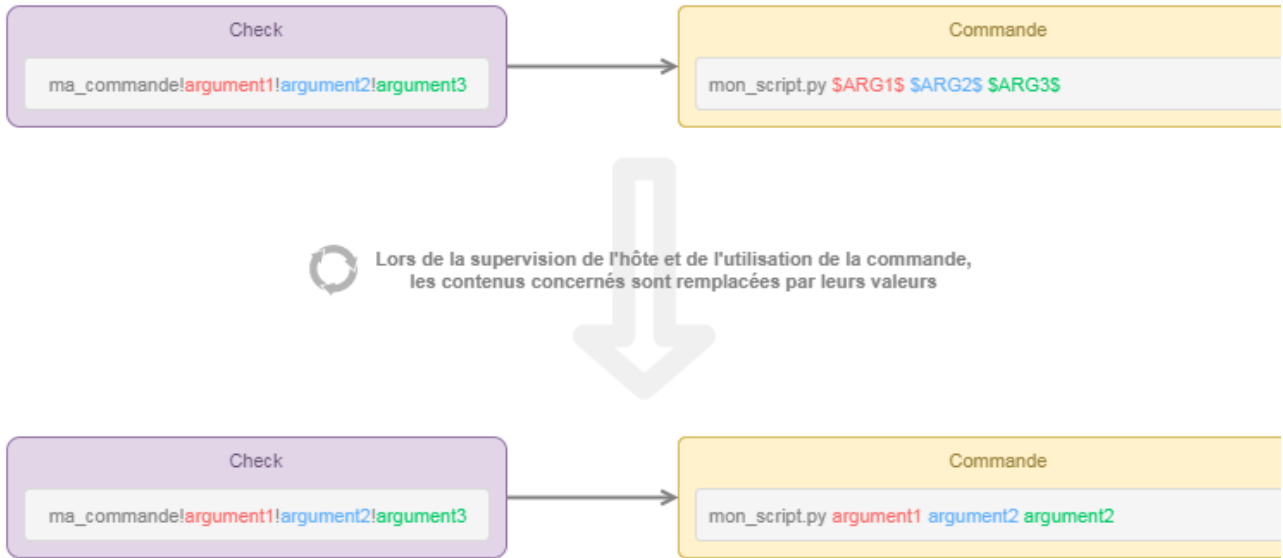 Check
Commande
ma_commande!argument1!argument2!argument3
mon_script.py $ARG1$ $ARG2$ $ARG3$
Lors de la supervision de l'hôte et de l'utilisation de la commande,
les contenus concernés sont remplacées par leurs valeurs
Check
Commande
ma_commande!argument1!argument2!argument3
mon_script.py argument1 argument2 argument2